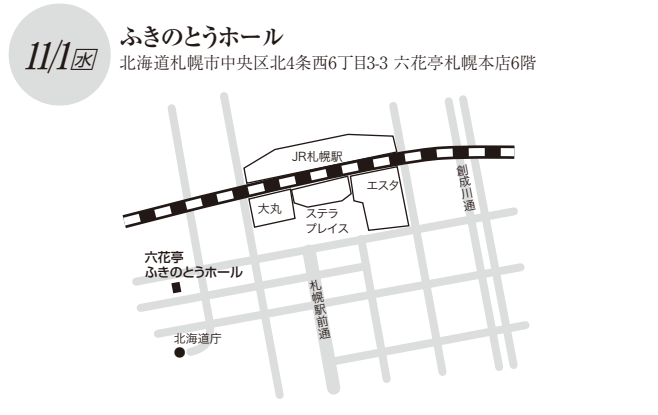 11/1水
ふきのとうホール
北海道札幌市中央区北4条西6丁目3-3 六花亭札幌本店6階
JR札幌駅
創成川通
エスタ
大丸
ステラ
プレイス
六花亭
ふきのとうホール
札幌駅前通
北海道庁